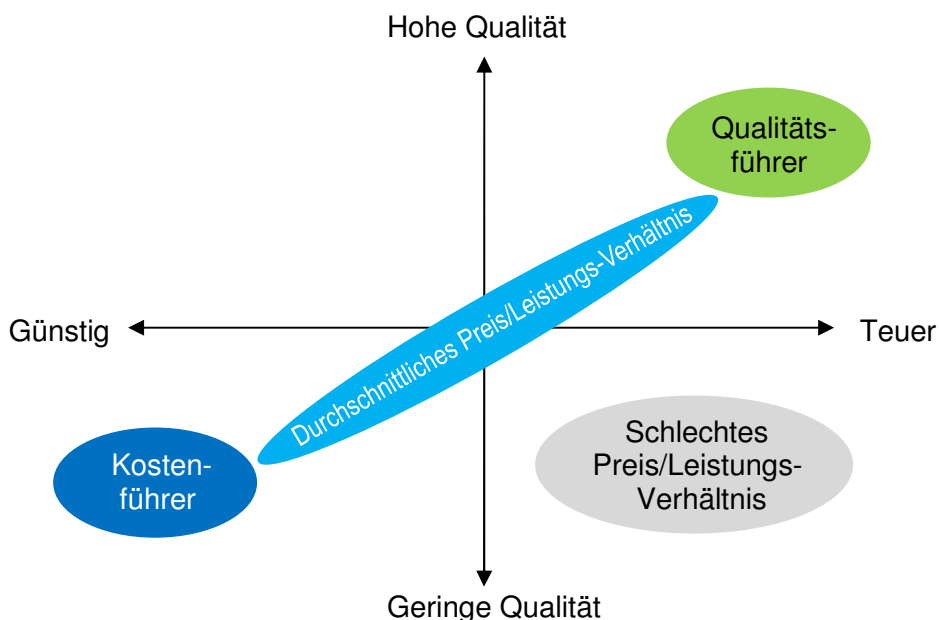 Hohe Qualität
Qualitäts-
führer
Durchschnittliches Preis/Leistungs-Verhältnis
Günstig
Teuer
Schlechtes
Preis/Leistungs-
Verhältnis
Kosten-
führer
Geringe Qualität